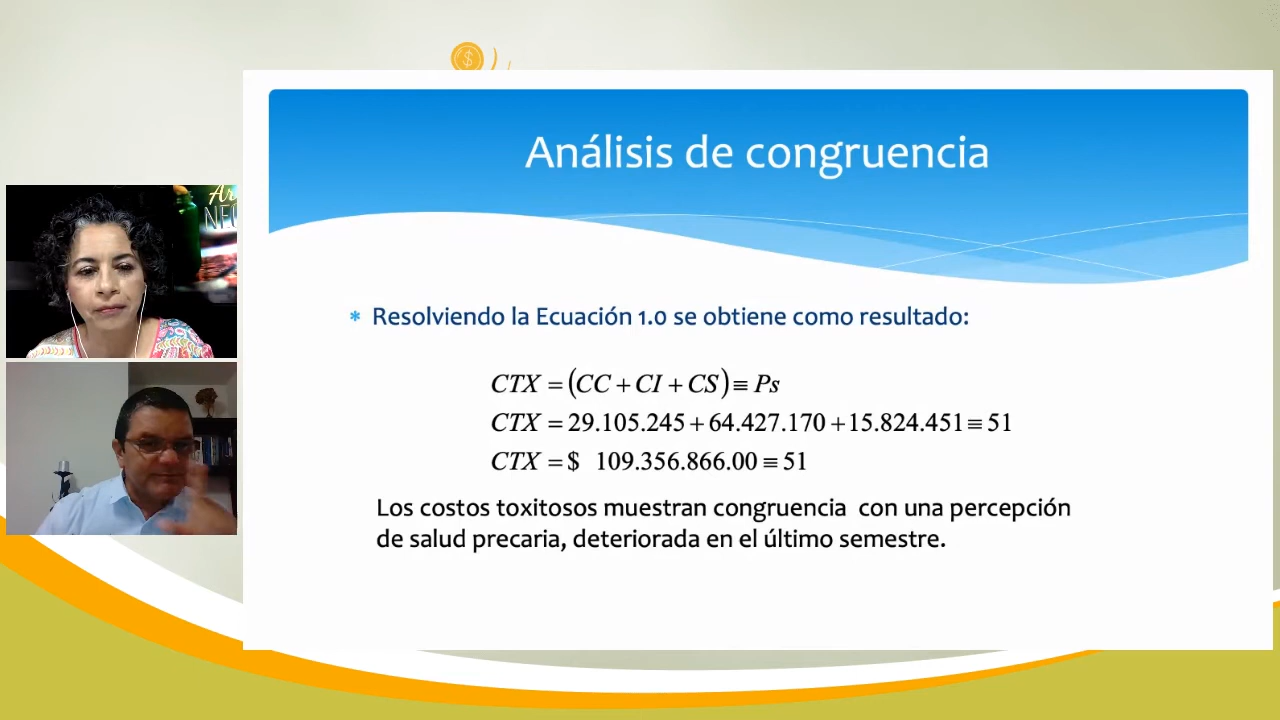 Análisis de congruencia
Ar
NEG
* Resolviendo la Ecuación 1.0 se obtiene como resultado:
CTX = (CC + CI + CS) ≡ Ps
CTX = 29.105.245 + 64.427.170 + 15.824.451 ≡ 51
CTX = $ 109.356.866.00 ≡ 51
Los costos toxitosos muestran congruencia con una percepción
de salud precaria, deteriorada en el último semestre.